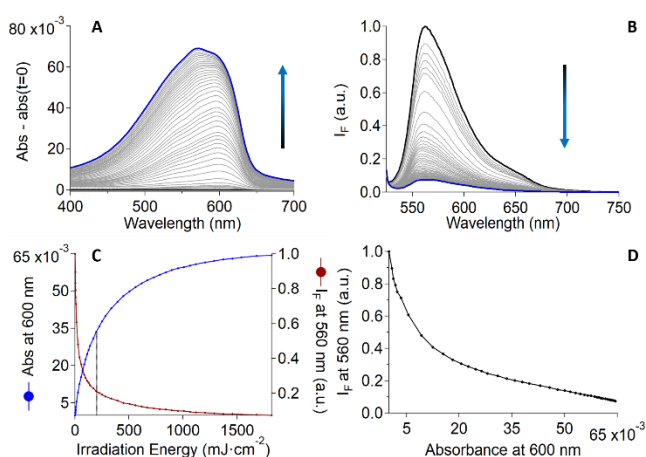 80 x10⁻³
60
40
20
0
400
500
600
700
Abs - abs(t=0)
Wavelength (nm)
A
1.0
0.8
0.6
0.4
0.2
0.0
550
600
650
700
750
I_F (a.u.)
Wavelength (nm)
B
65 x10⁻³
55
45
35
25
15
5
0
500
1000
1500
Abs at 600 nm
C
Irradiation Energy (mJ·cm⁻²)
1.0
0.8
0.6
0.4
0.2
I_F at 560 nm (a.u.)
D
1.0
0.8
0.6
0.4
0.2
0.0
5
20
35
50
65 x10⁻³
I_F at 560 nm (a.u.)
Absorbance at 600 nm